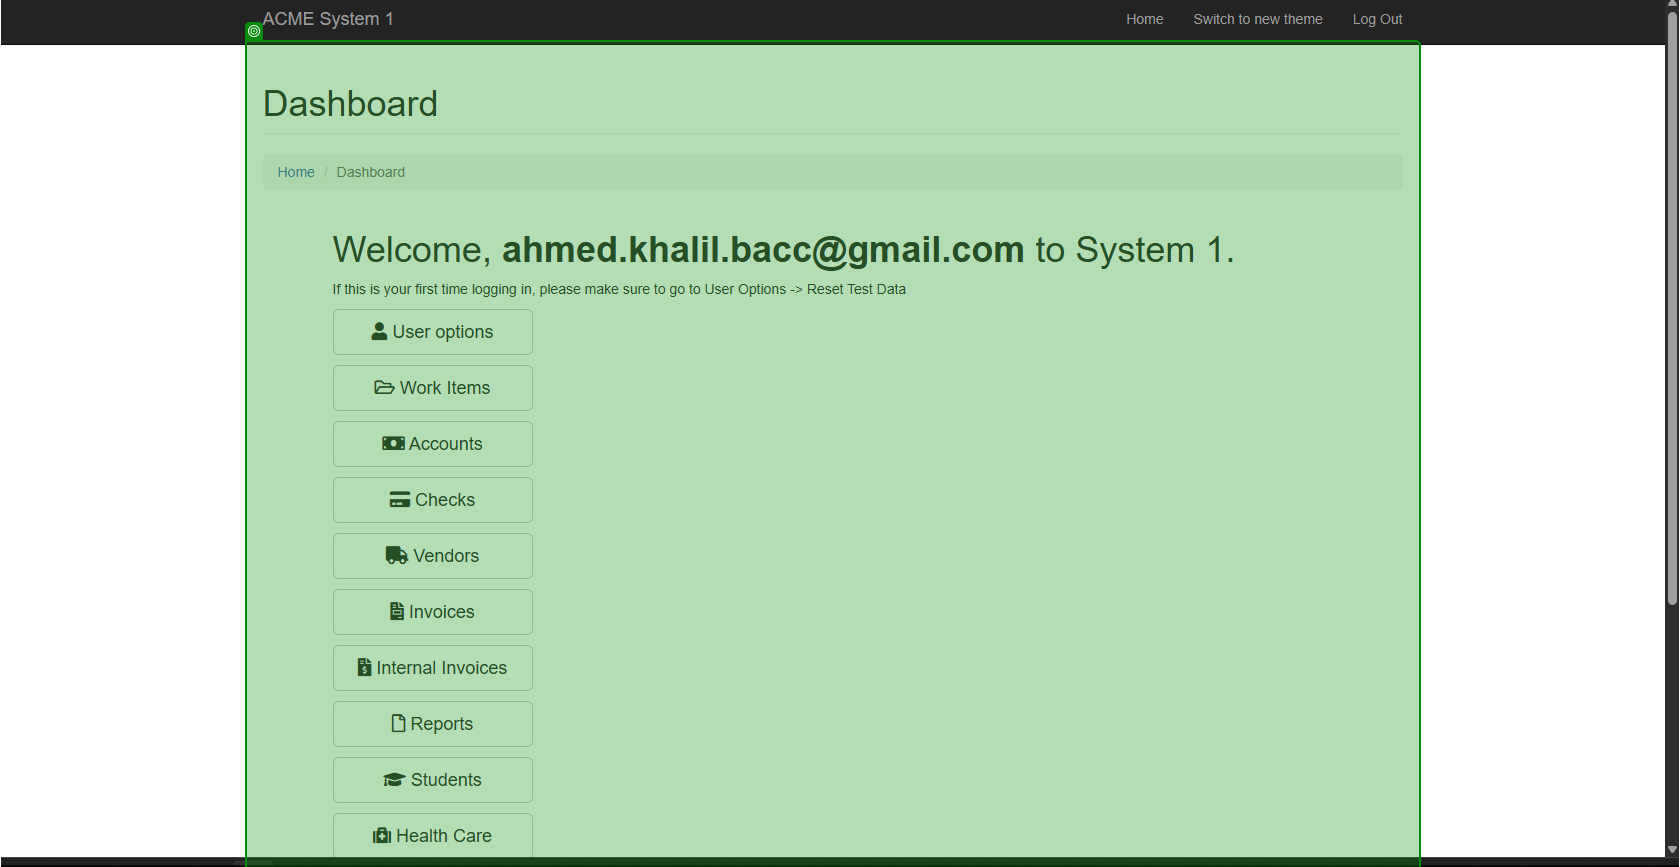 ACME System 1
Home
Switch to new theme
Log Out
Dashboard
Home / Dashboard
Welcome, ahmed.khalil.bacc@gmail.com to System 1.
If this is your first time logging in, please make sure to go to User Options -> Reset Test Data
User options
Work Items
Accounts
Checks
Vendors
Invoices
Internal Invoices
Reports
Students
Health Care